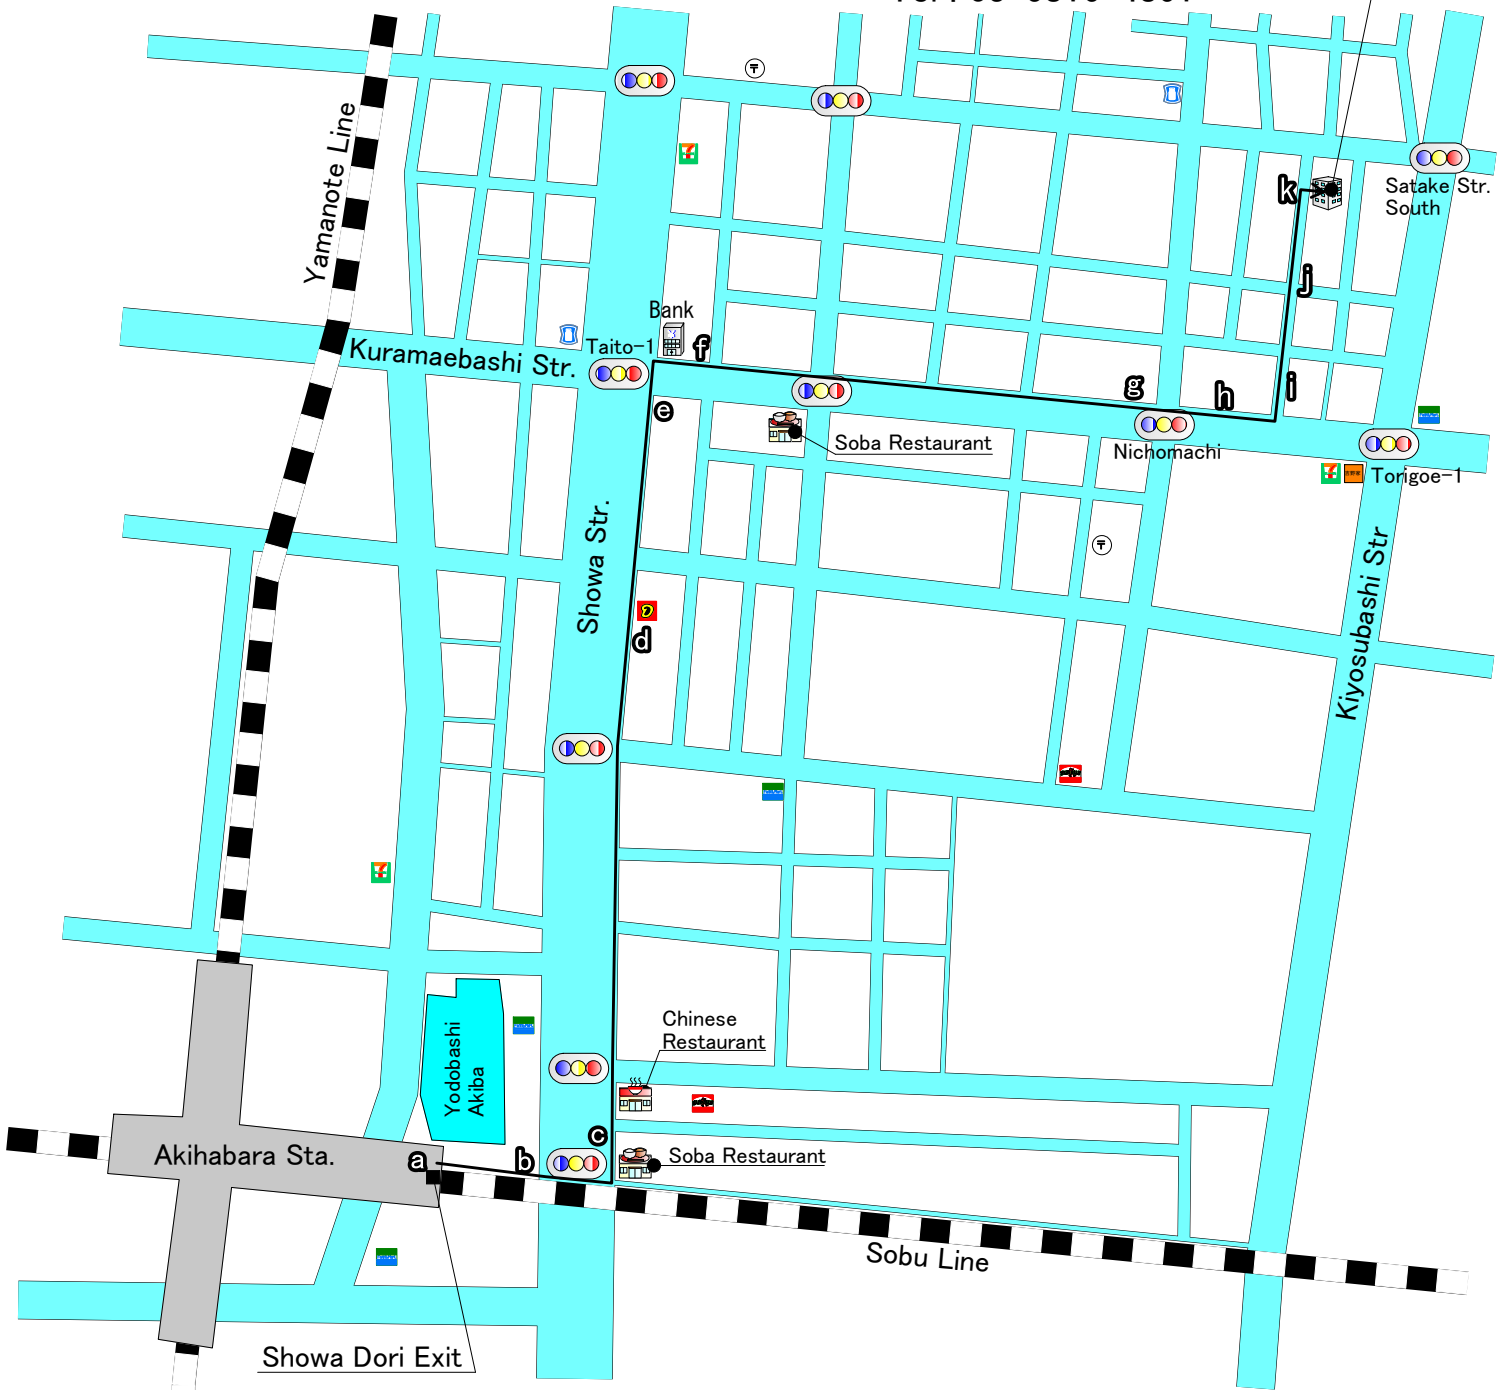 Yamanote Line
Satake Str.
South
k
j
Bank
f
Taito-1
Kuramaebashi Str.
e
g
h
i
Soba Restaurant
Nichomachi
Torigoe-1
Showa Str.
d
Kiyosubashi Str
Chinese
Restaurant
Yodobashi
Akiba
c
Soba Restaurant
Akihabara Sta.
a
b
Sobu Line
Showa Dori Exit